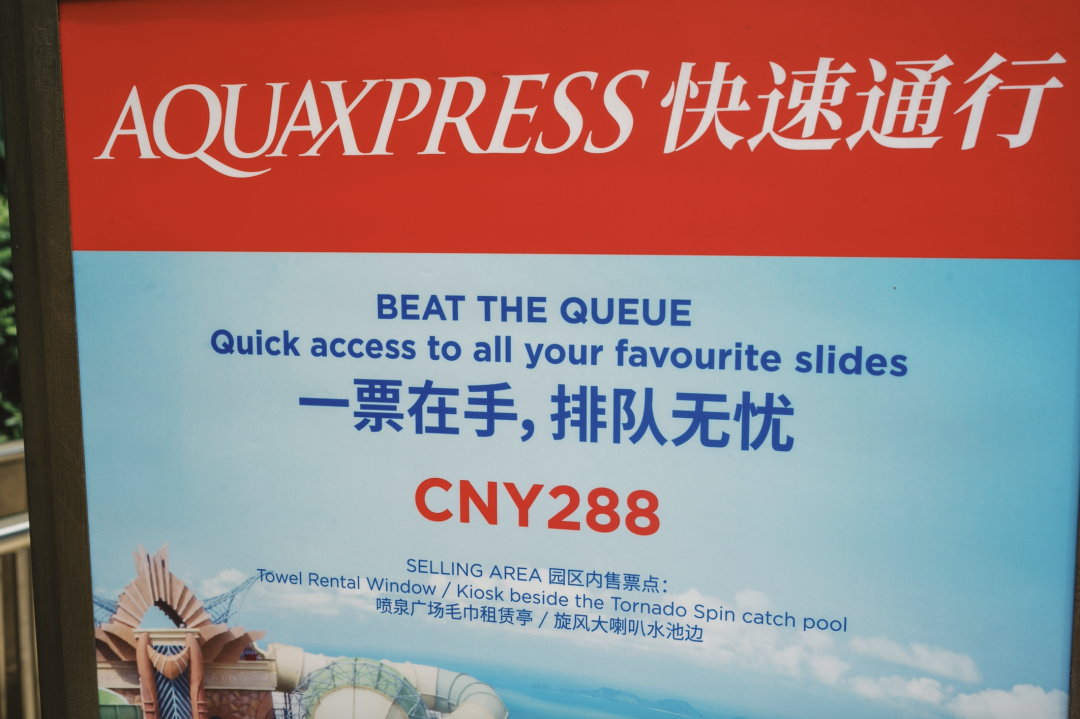 AQUAXPRESS 快速通行
BEAT THE QUEUE
Quick access to all your favourite slides
一票在手，排队无忧
CNY288
SELLING AREA 园区内售票点：
Towel Rental Window / Kiosk beside the Tornado Spin catch pool
喷泉广场毛巾租赁亭 / 旋风大喇叭水池边